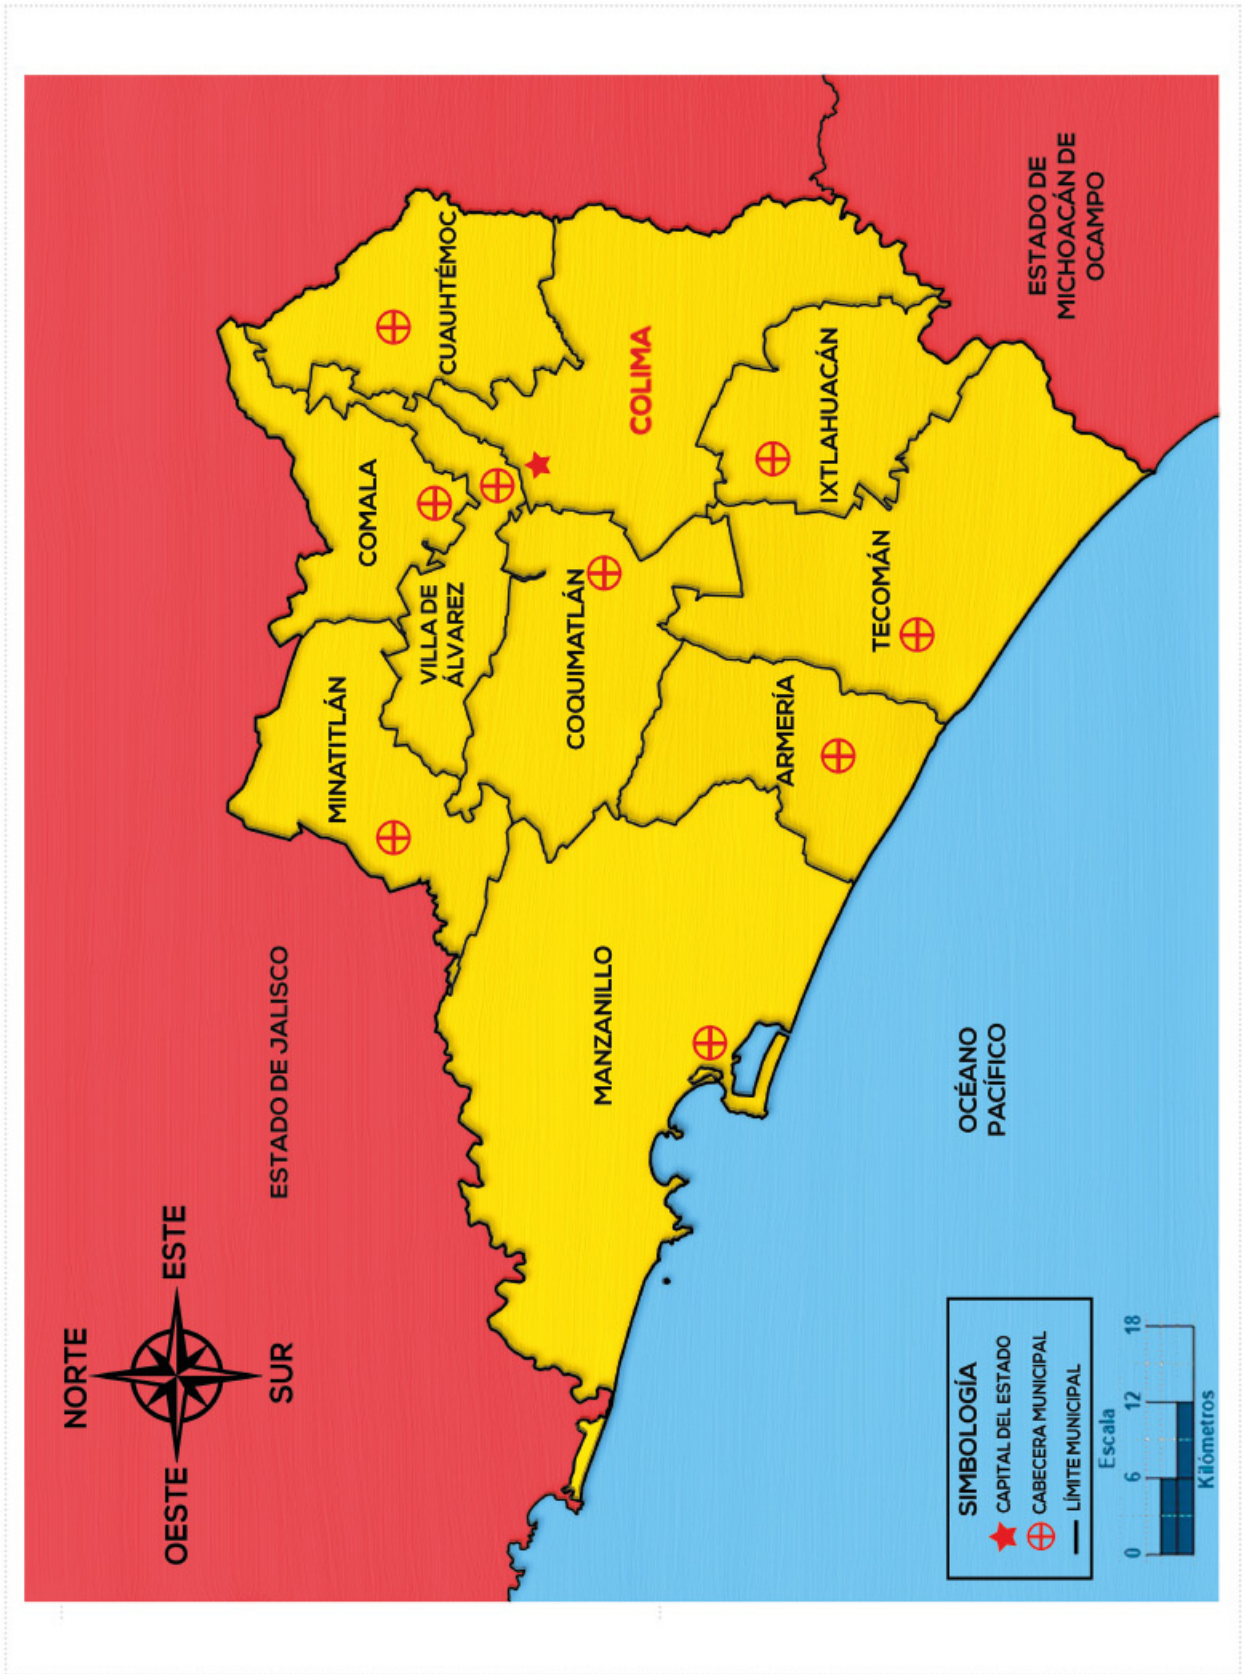 NORTE
OESTE
ESTE
SUR
ESTADO DE JALISCO
MINATITLÁN
COMALA
CUAUHTÉMOC
VILLA DE
ÁLVAREZ
COQUIMATLÁN
COLIMA
MANZANILLO
ARMERÍA
TECOMÁN
IXTLAHUACÁN
ESTADO DE
MICHOACÁN DE
OCAMPO
OCÉANO
PACÍFICO
SIMBOLOGÍA
CAPITAL DEL ESTADO
CABECERA MUNICIPAL
LÍMITE MUNICIPAL
Escala
0 6 12 18
Kilómetros